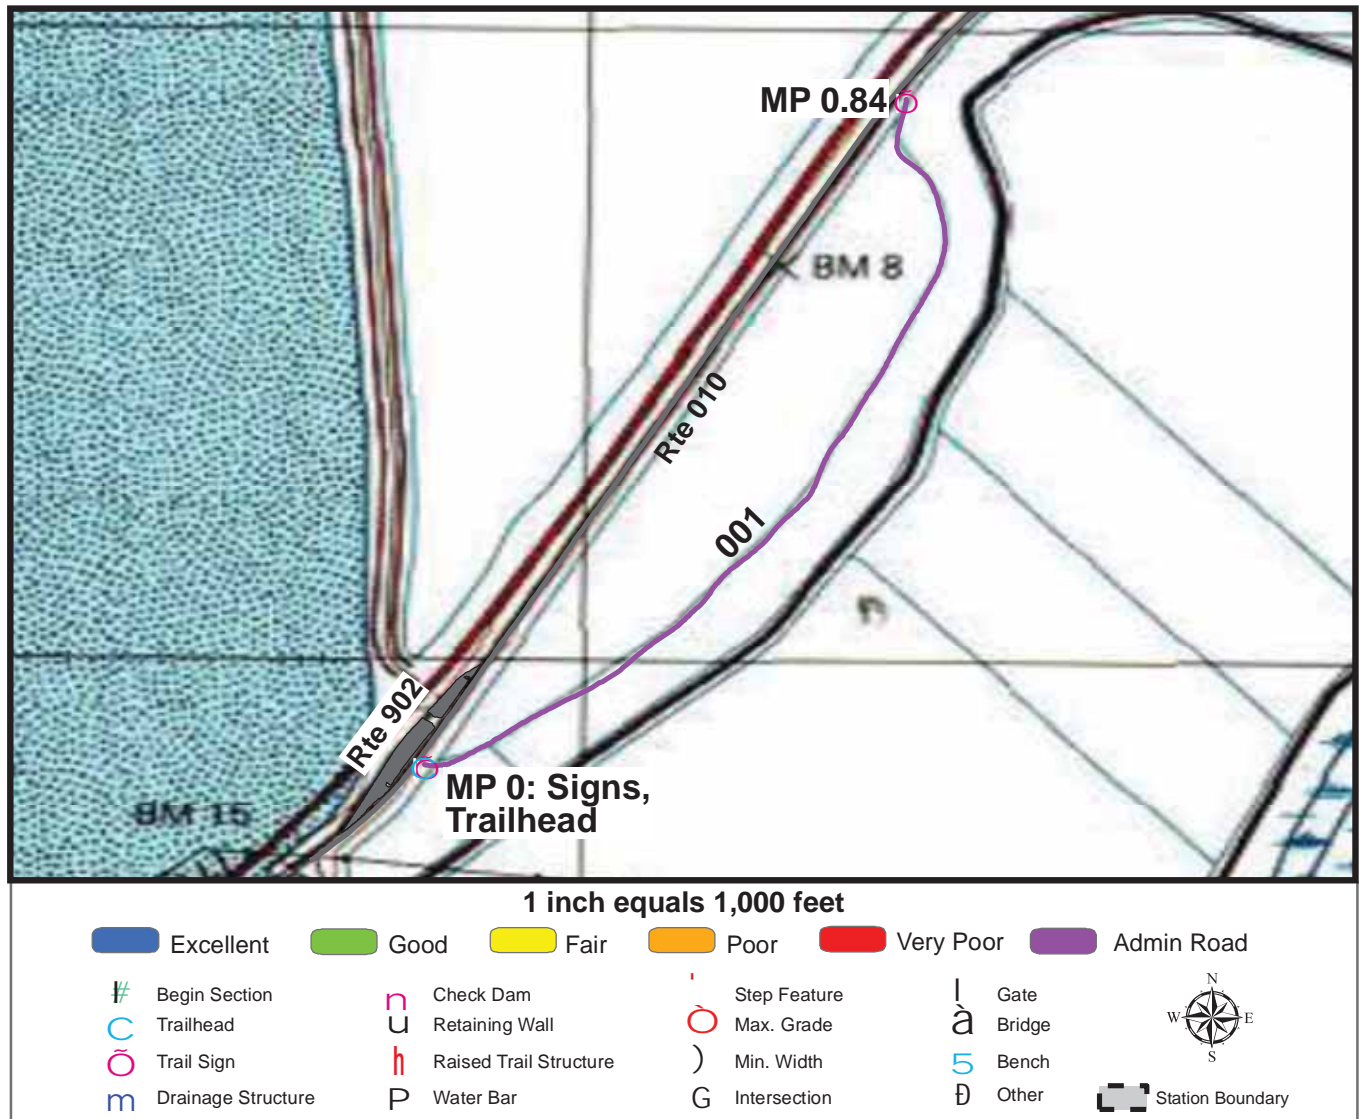 MP 0.84
BM 8
Rte 010
001
Rte 902
MP 0: Signs,
Trailhead
BM 15
1 inch equals 1,000 feet
Excellent
Good
Fair
Poor
Very Poor
Admin Road
# Begin Section
C Trailhead
Õ Trail Sign
m Drainage Structure
n Check Dam
u Retaining Wall
h Raised Trail Structure
P Water Bar
' Step Feature
Ò Max. Grade
) Min. Width
G Intersection
l Gate
à Bridge
5 Bench
Ð Other
N
W E
S
Station Boundary